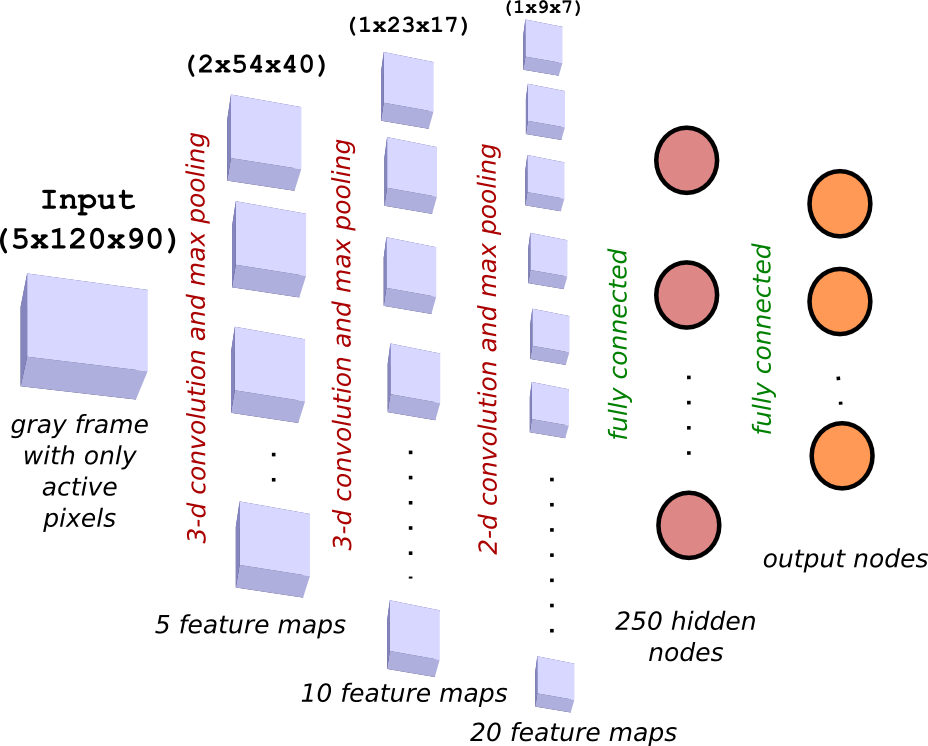 Input
(5x120x90)
gray frame
with only
active
pixels
3-d convolution and max pooling
(2x54x40)
5 feature maps
3-d convolution and max pooling
(1x23x17)
10 feature maps
2-d convolution and max pooling
(1x9x7)
20 feature maps
fully connected
250 hidden
nodes
fully connected
output nodes